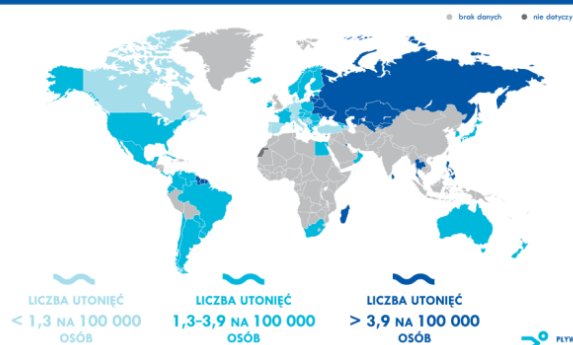 brak danych
nie dotyczy
LICZBA UTONIĘĆ
< 1,3 NA 100 000
OSÓB
LICZBA UTONIĘĆ
1,3-3,9 NA 100 000
OSÓB
LICZBA UTONIĘĆ
> 3,9 NA 100 000
OSÓB